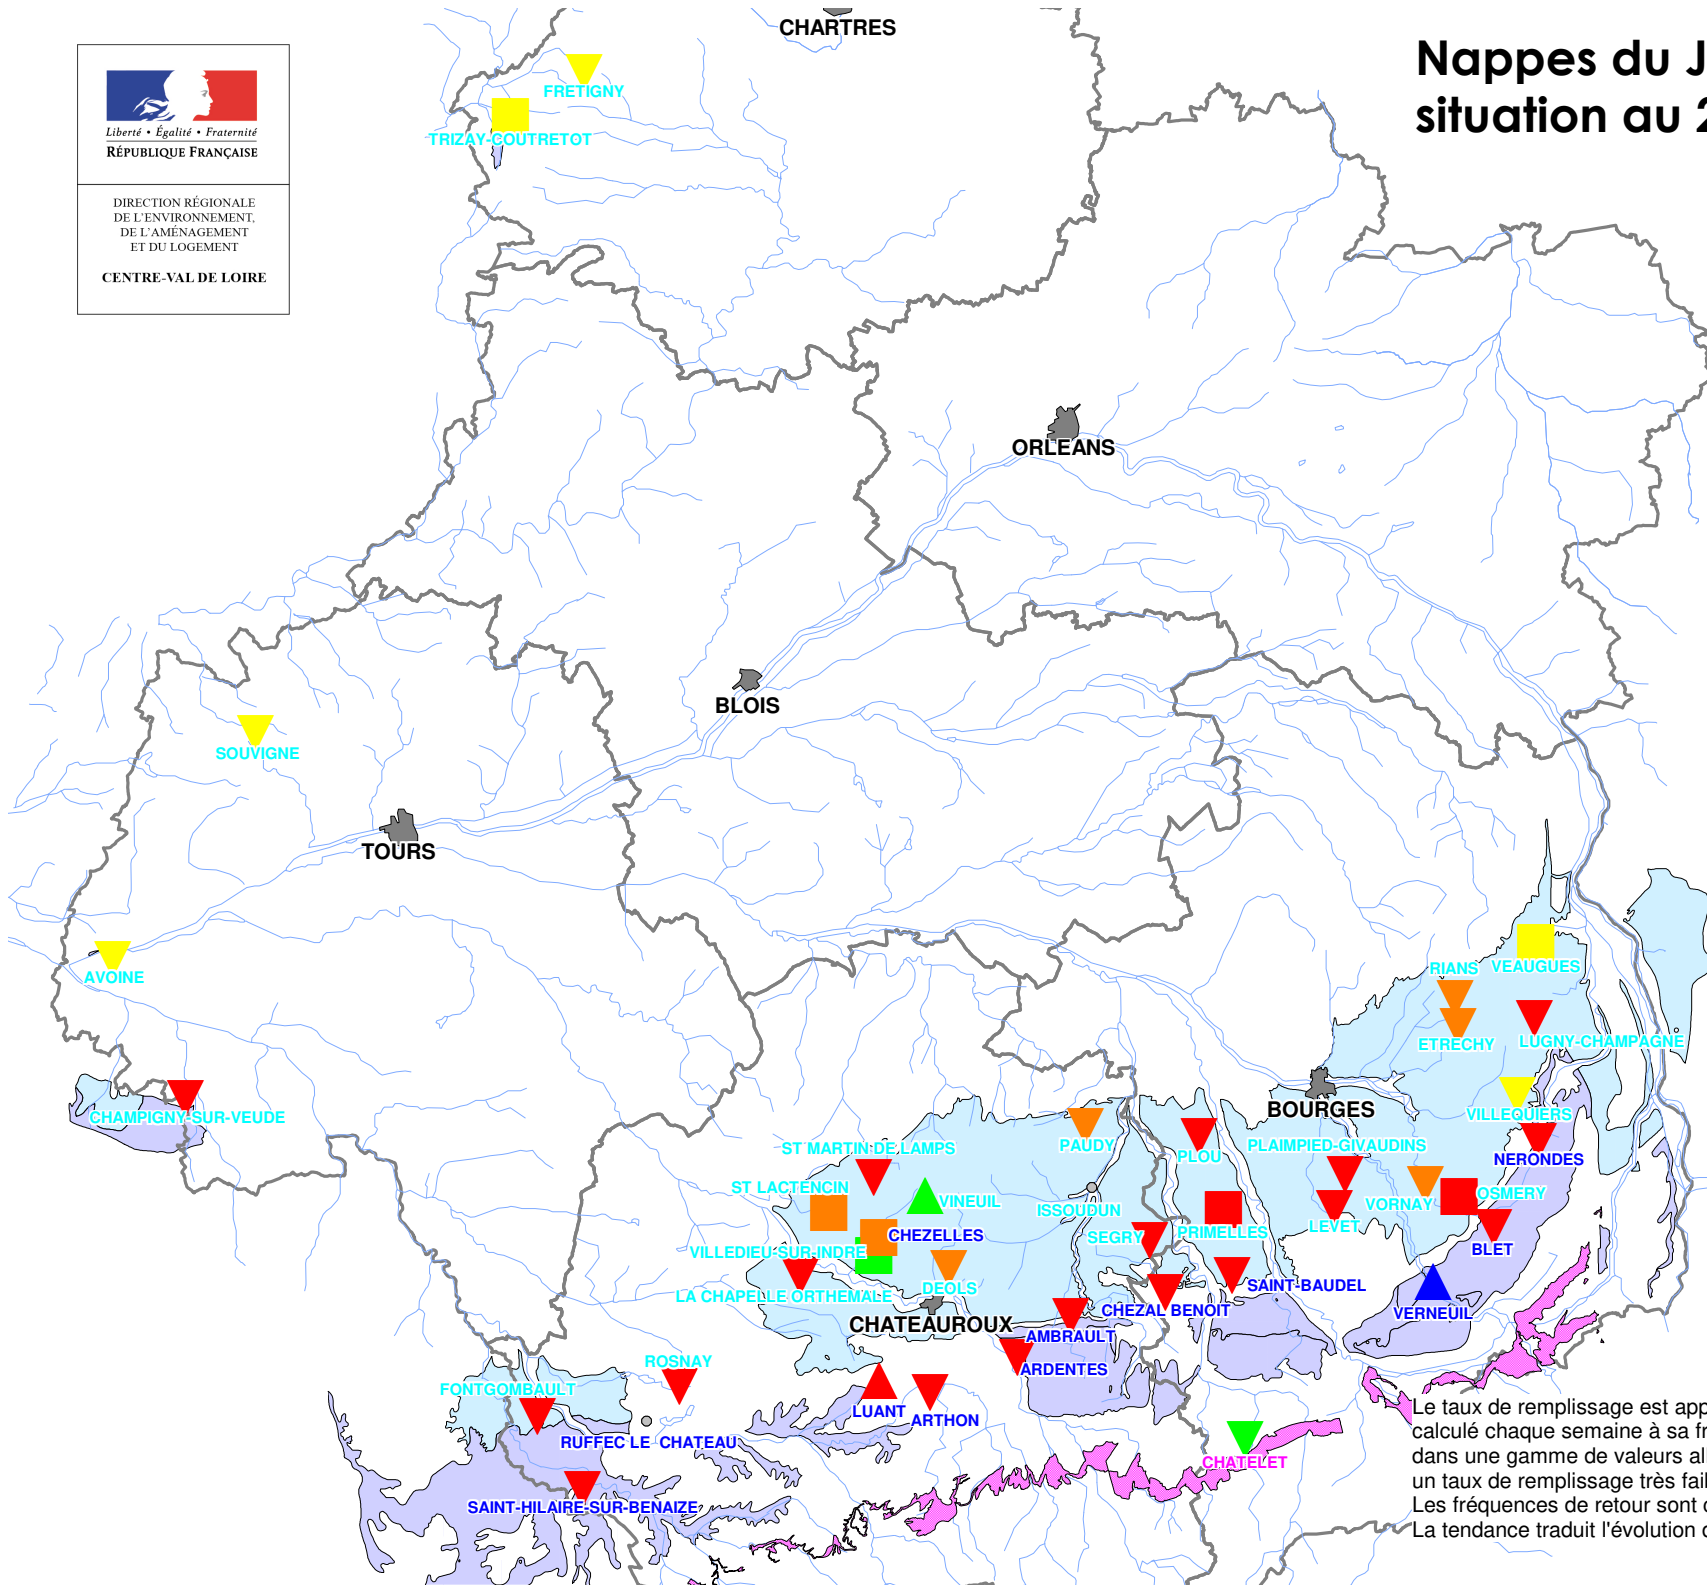 CHARTRES
Nappes du J
situation au 2
Liberté • Égalité • Fraternité
RÉPUBLIQUE FRANÇAISE
DIRECTION RÉGIONALE
DE L'ENVIRONNEMENT,
DE L'AMÉNAGEMENT
ET DU LOGEMENT
CENTRE-VAL DE LOIRE
FRETIGNY
TRIZAY-COUTRETOT
ORLEANS
BLOIS
SOUVIGNE
TOURS
AVOINE
RIANS
VEAUGUES
ETRECHY
LUGNY-CHAMPAGNE
BOURGES
VILLEQUIERS
CHAMPIGNY-SUR-VEUDE
PAUDY
PLOU
PLAIMPIED-GIVAUDINS
NERONDES
ST MARTIN DE LAMPS
ST LACTENCIN
VINEUIL
ISSOUDUN
VORNAY
OSMERY
LEVET
PRIMELLES
SEGRY
CHEZELLES
VILLEDIEU-SUR-INDRE
BLET
DEOLS
LA CHAPELLE ORTHEMALE
SAINT-BAUDEL
CHEZAL BENOIT
VERNEUIL
CHATEAUROUX
AMBRAULT
ARDENTES
ROSNAY
FONTGOMBAULT
LUANT
ARTHON
RUFFEC LE CHATEAU
CHATELET
SAINT-HILAIRE-SUR-BENAIZE
Le taux de remplissage est app
calculé chaque semaine à sa fr
dans une gamme de valeurs all
un taux de remplissage très fail
Les fréquences de retour sont c
La tendance traduit l'évolution d